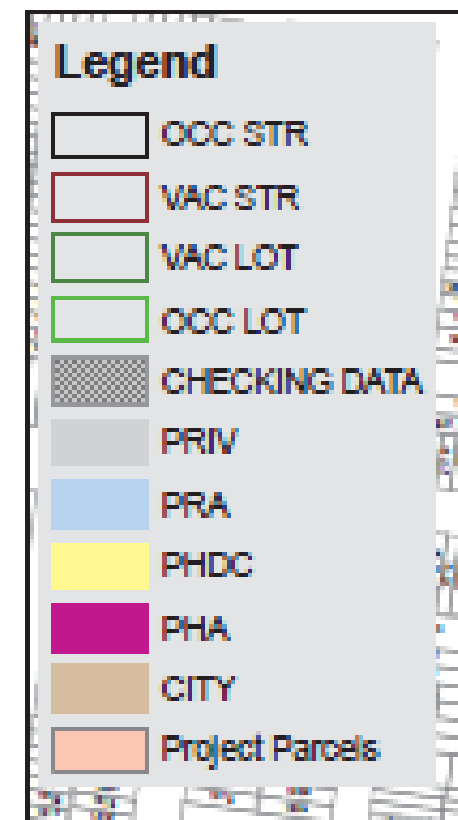 Legend
OCC STR
VAC STR
VAC LOT
OCC LOT
CHECKING DATA
PRIV
PRA
PHDC
PHA
CITY
Project Parcels